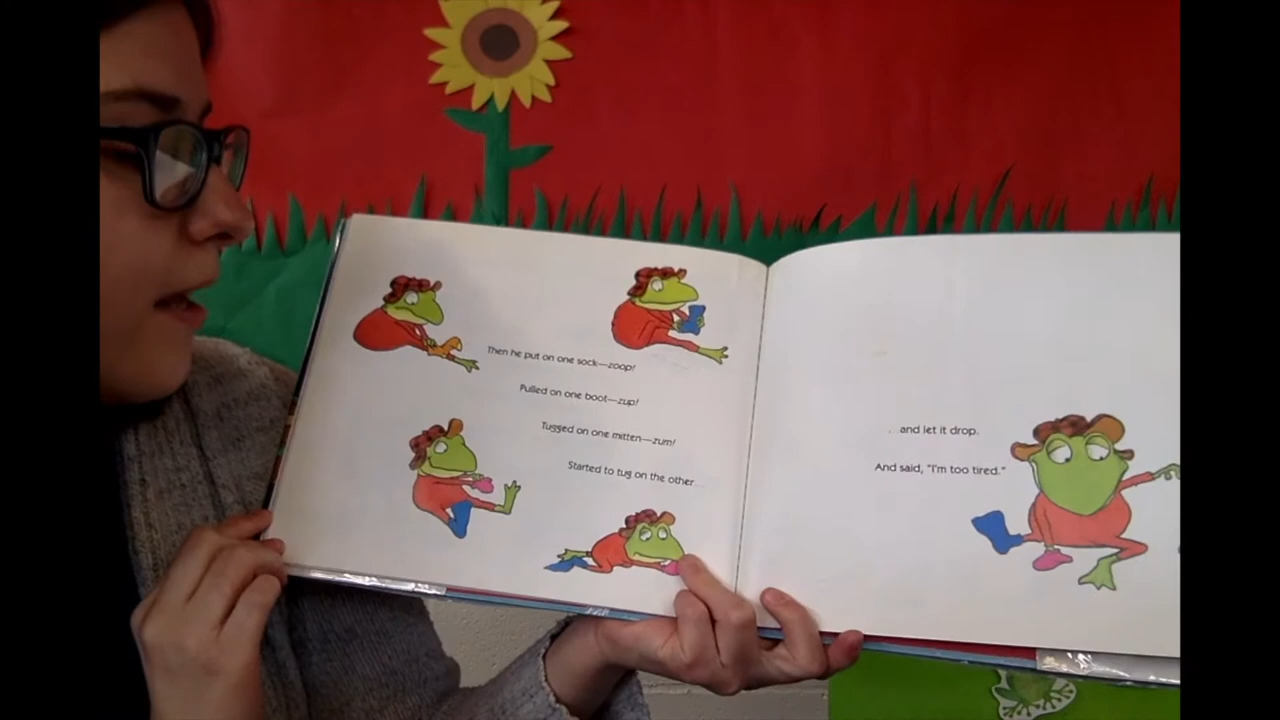 Then he put on one sock—zoop!
Pulled on one boot—zup!
Tugged on one mitten—zum!
Started to tug on the other . . .
. . . and let it drop.
And said, "I'm too tired."